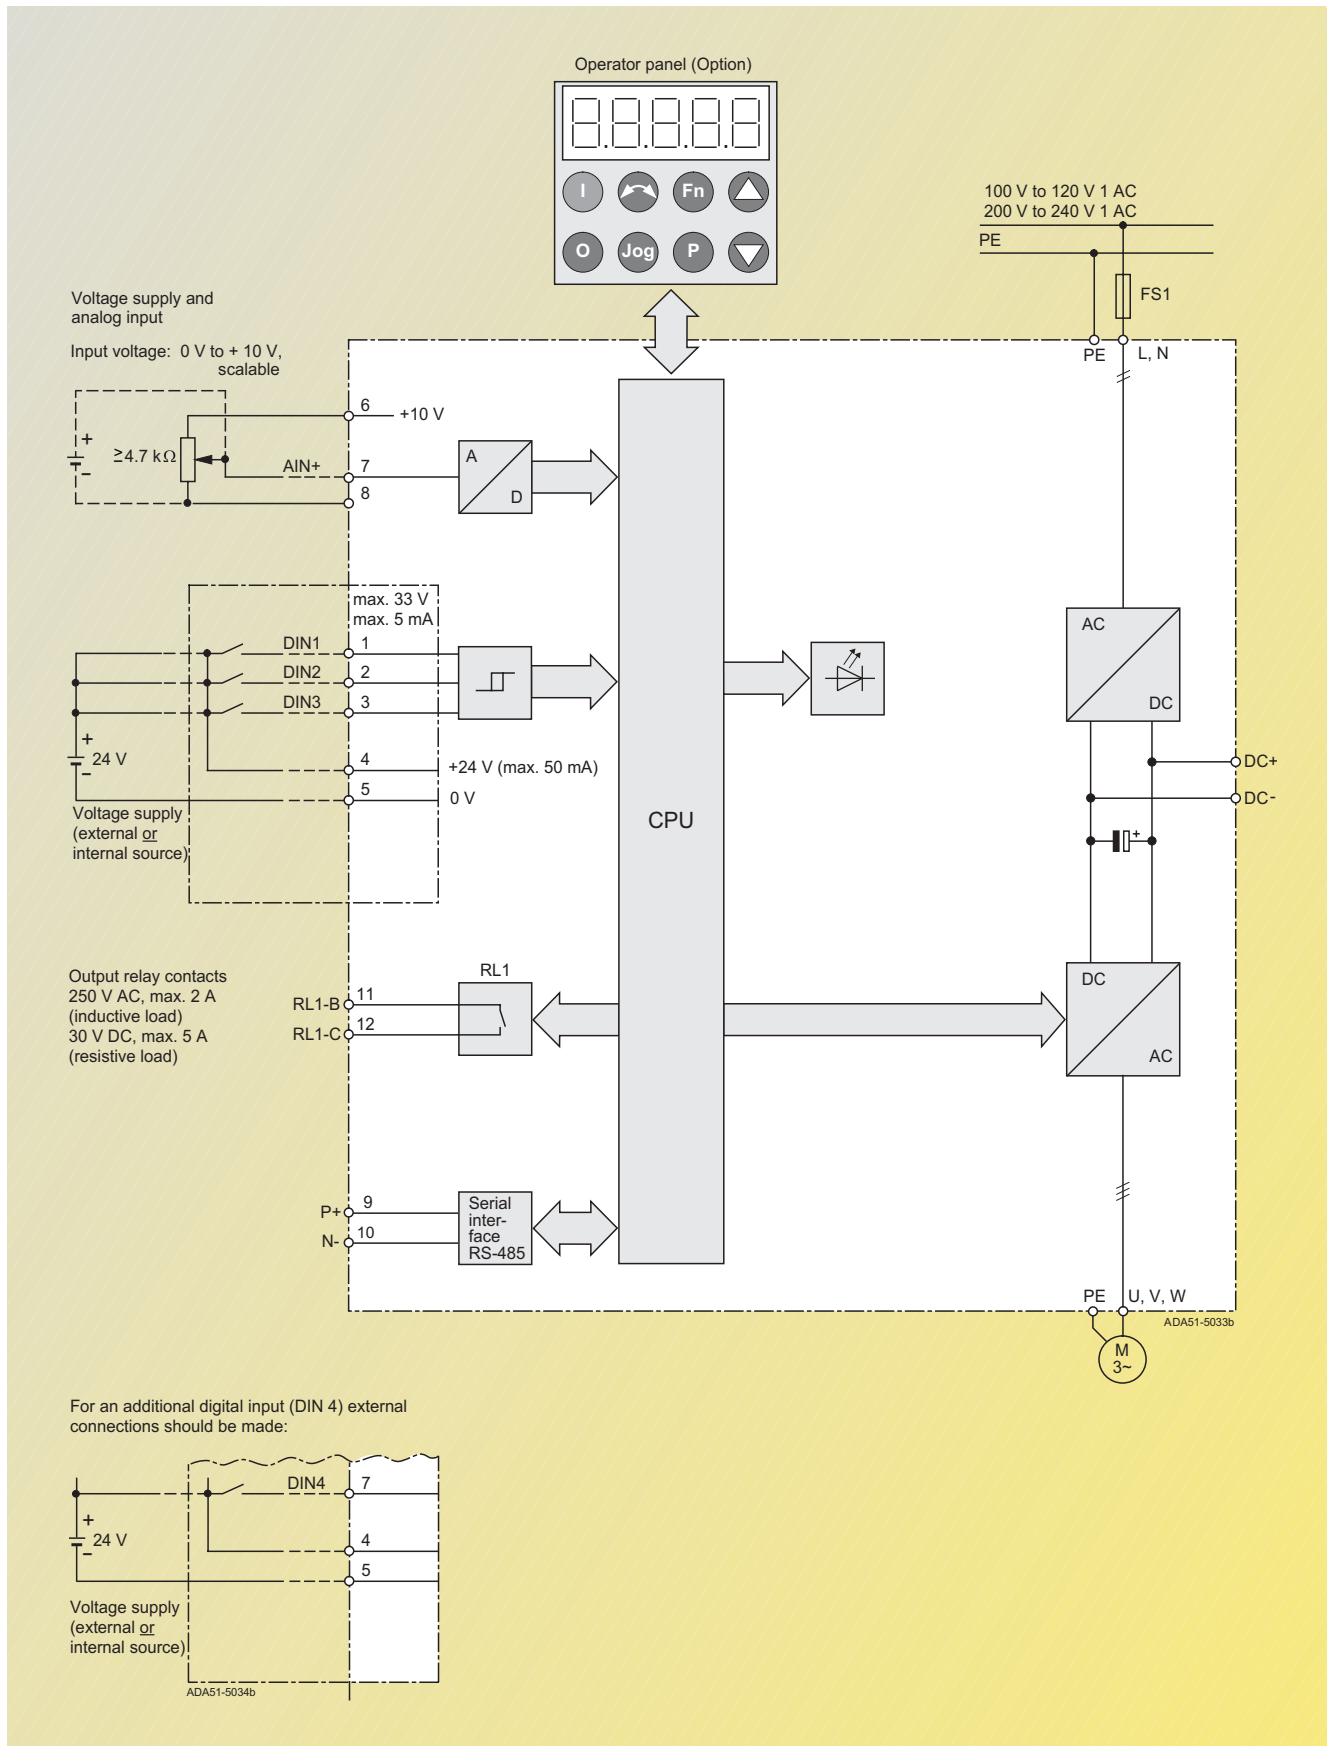 Operator panel (Option)
8.8.8.8.8
I
Fn
O
Jog
P
100 V to 120 V 1 AC
200 V to 240 V 1 AC
PE
FS1
PE
L, N
Voltage supply and
analog input
Input voltage: 0 V to + 10 V,
scalable
6
+10 V
+
≥4.7 kΩ
–
AIN+
7
8
A
D
max. 33 V
max. 5 mA
DIN1
1
DIN2
2
DIN3
3
+
24 V
–
4
+24 V (max. 50 mA)
5
0 V
Voltage supply
(external or
internal source)
CPU
AC
DC
DC+
DC-
+
Output relay contacts
250 V AC, max. 2 A
(inductive load)
30 V DC, max. 5 A
(resistive load)
RL1
RL1-B
11
RL1-C
12
DC
AC
P+
9
N-
10
Serial
inter-
face
RS-485
PE
U, V, W
ADA51-5033b
M
3~
For an additional digital input (DIN 4) external
connections should be made:
DIN4
7
+
24 V
–
4
5
Voltage supply
(external or
internal source)
ADA51-5034b